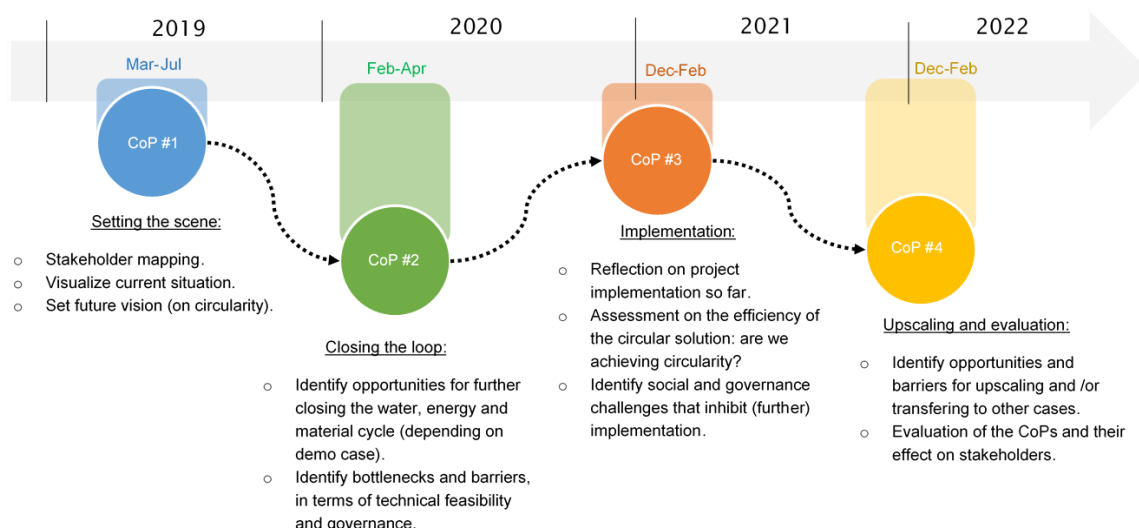 2019
2020
2021
2022
Mar-Jul
Feb-Apr
Dec-Feb
Dec-Feb
CoP #1
CoP #2
CoP #3
CoP #4
Setting the scene:
o Stakeholder mapping.
o Visualize current situation.
o Set future vision (on circularity).
Closing the loop:
o Identify opportunities for further
closing the water, energy and
material cycle (depending on
demo case).
o Identify bottlenecks and barriers,
in terms of technical feasibility
and governance.
Implementation:
o Reflection on project
implementation so far.
o Assessment on the efficiency of
the circular solution: are we
achieving circularity?
o Identify social and governance
challenges that inhibit (further)
implementation.
Upscaling and evaluation:
o Identify opportunities and
barriers for upscaling and /or
transfering to other cases.
o Evaluation of the CoPs and their
effect on stakeholders.